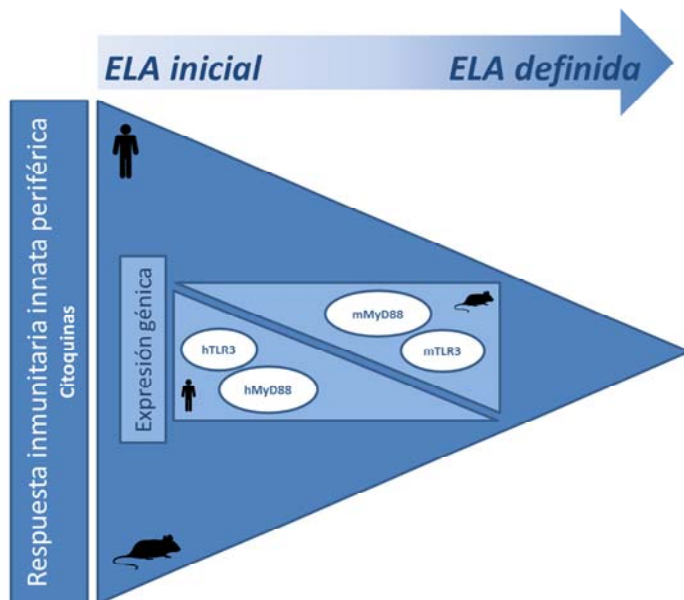 ELA inicial
ELA definida
Respuesta inmunitaria innata periférica
Citoquinas
Expresión génica
mMyD88
mTLR3
hTLR3
hMyD88